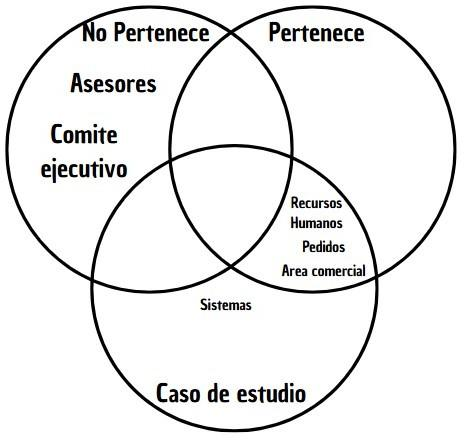 No Pertenece
Pertenece
Asesores
Comite
ejecutivo
Recursos
Humanos
Pedidos
Area comercial
Sistemas
Caso de estudio